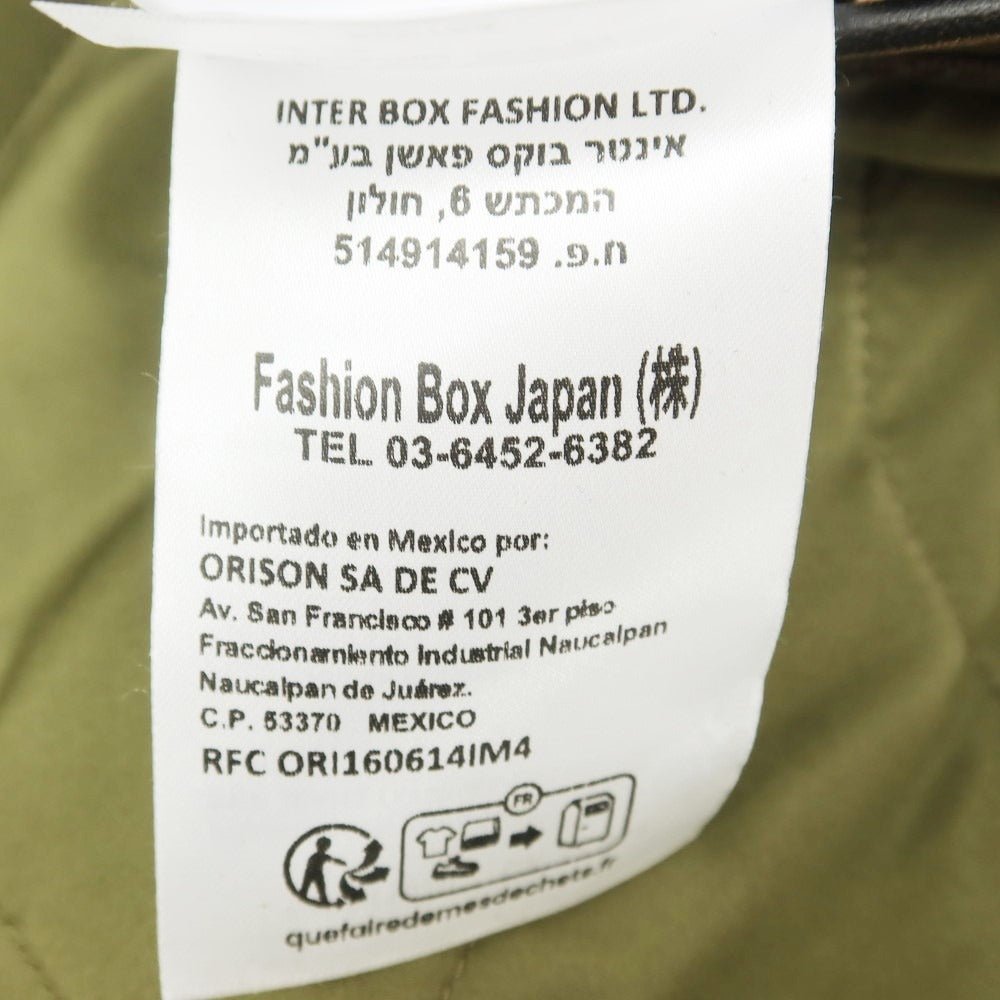 INTER BOX FASHION LTD.
אינטר בוקס פאשן בע"מ
המכתש 6, חולון
ח.פ. 514914159
Fashion Box Japan (株)
TEL 03-6452-6382
Importado en Mexico por:
ORISON SA DE CV
Av. San Francisco # 101 3er piso
Fraccionamiento Industrial Naucalpan
Naucalpan de Juárez.
C.P. 53370 MEXICO
RFC ORI160614IM4
FR
quefairedemesdechets.fr